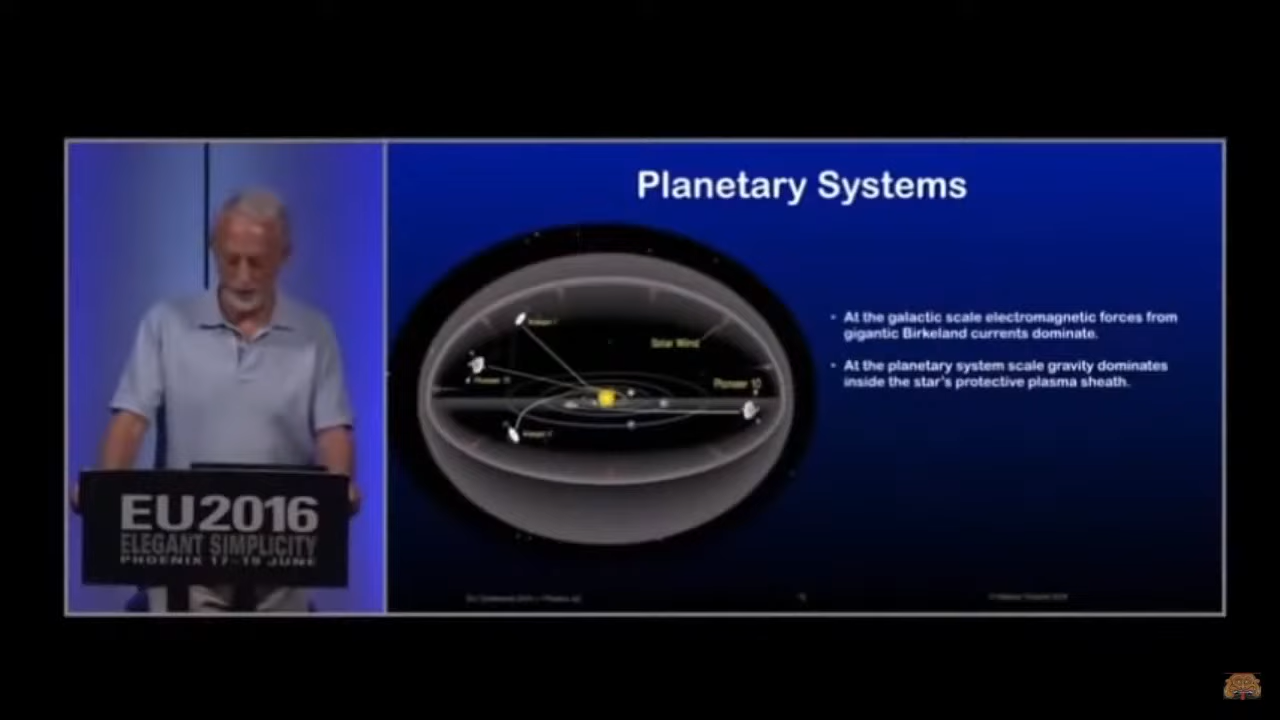 Planetary Systems
Solar Wind
Pioneer 10
• At the galactic scale electromagnetic forces from
gigantic Birkeland currents dominate.
• At the planetary system scale gravity dominates
inside the star's protective plasma sheath.
EU2016
ELEGANT SIMPLICITY
PHOENIX 17-19 JUNE